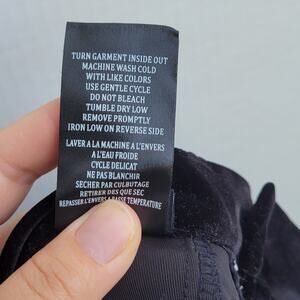 TURN GARMENT INSIDE OUT
MACHINE WASH COLD
WITH LIKE COLORS
USE GENTLE CYCLE
DO NOT BLEACH
TUMBLE DRY LOW
REMOVE PROMPTLY
IRON LOW ON REVERSE SIDE
LAVER A LA MACHINE A L'ENVERS
A L'EAU FROIDE
CYCLE DELICAT
NE PAS BLANCHIR
SECHER PAR CULBUTAGE
RETIRER DES QUE SEC
REPASSER L'ENVERS A BASSE TEMPERATURE